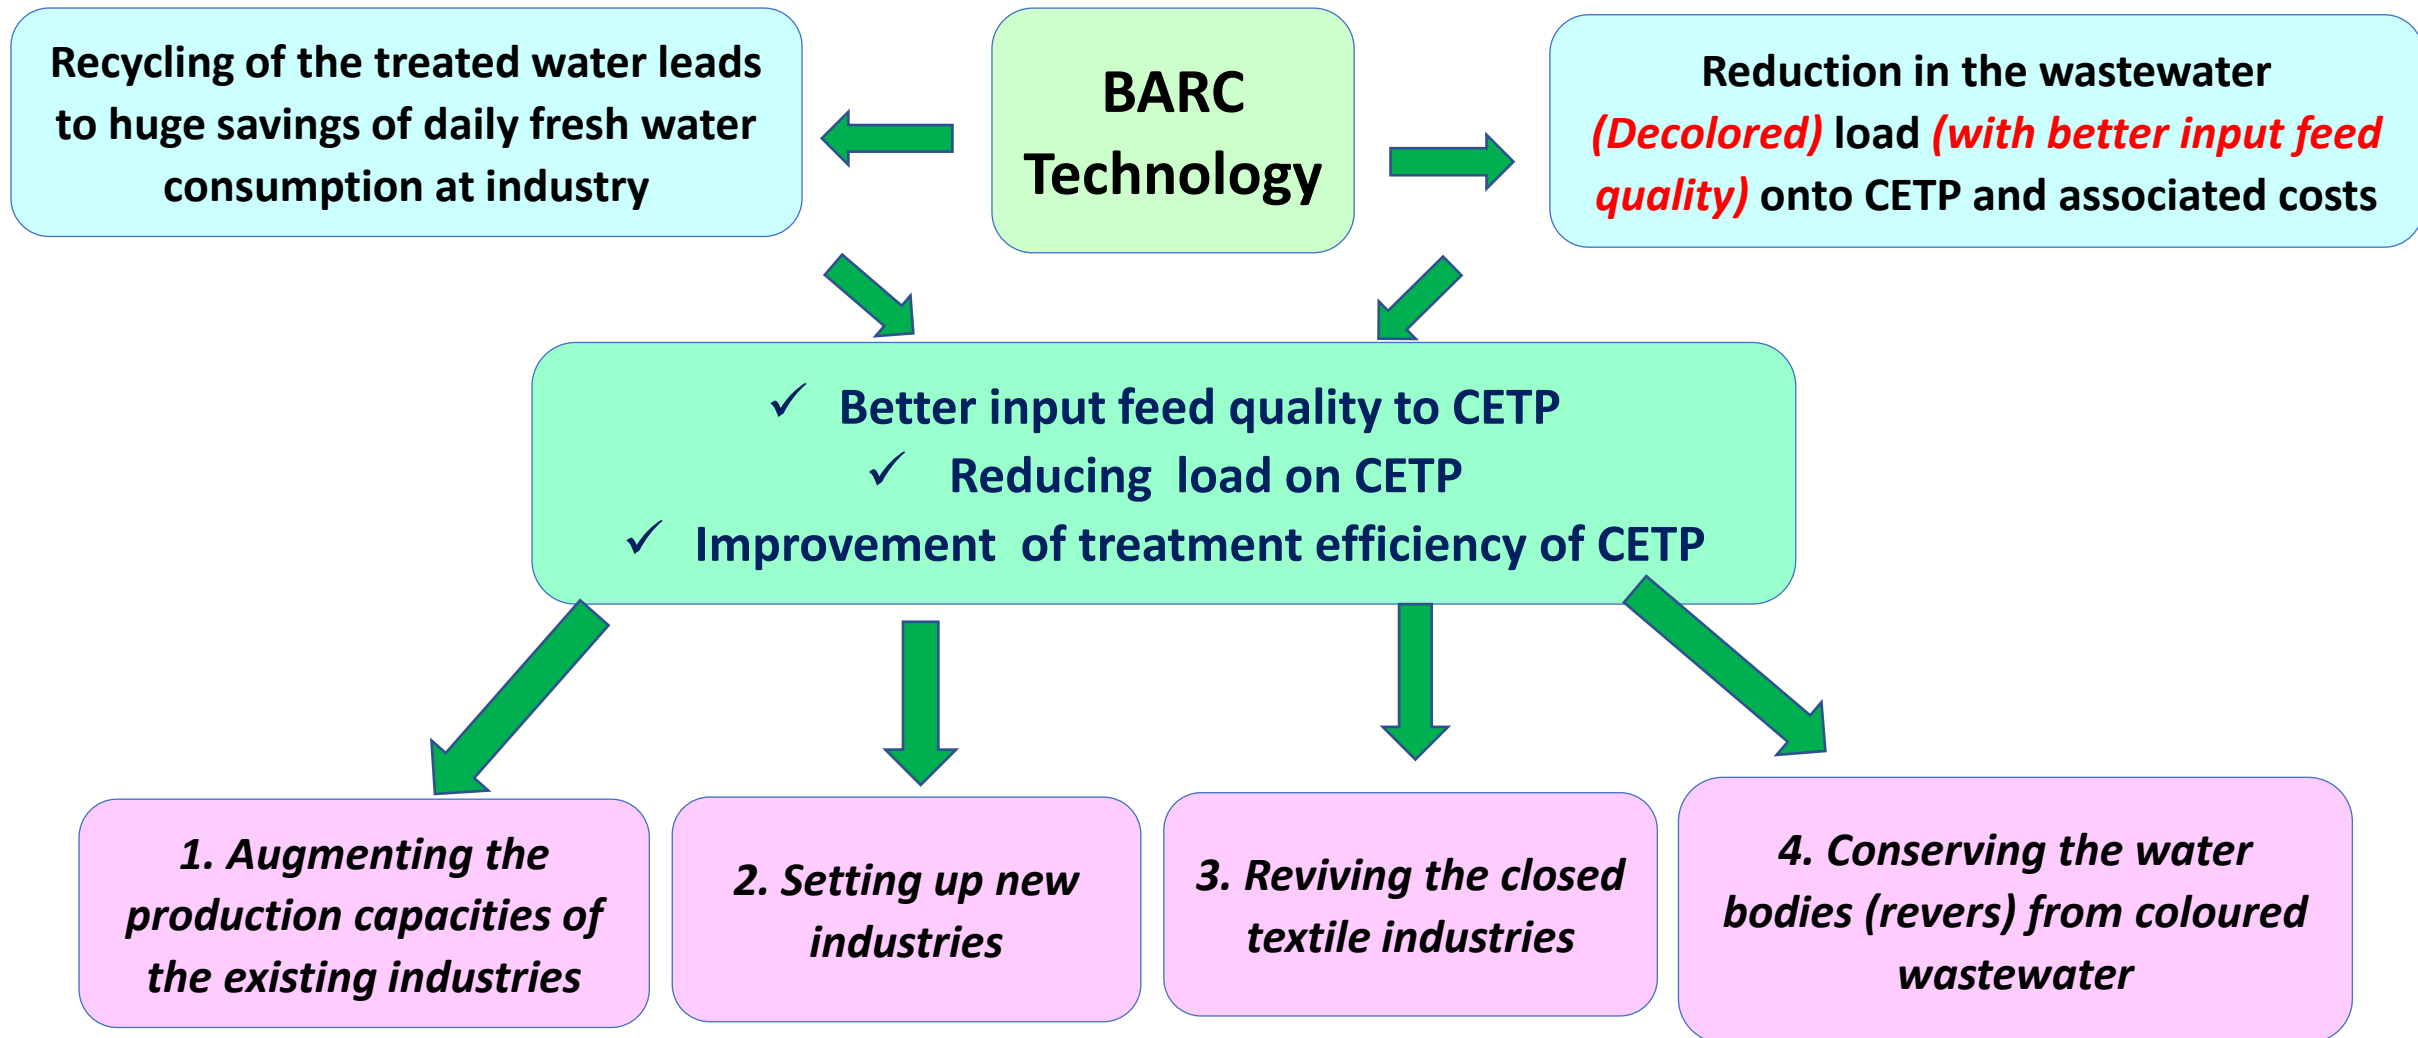 Recycling of the treated water leads
to huge savings of daily fresh water
consumption at industry
BARC
Technology
Reduction in the wastewater
(Decolored) load (with better input feed
quality) onto CETP and associated costs
✓ Better input feed quality to CETP
✓ Reducing load on CETP
✓ Improvement of treatment efficiency of CETP
1. Augmenting the
production capacities of
the existing industries
2. Setting up new
industries
3. Reviving the closed
textile industries
4. Conserving the water
bodies (revers) from coloured
wastewater